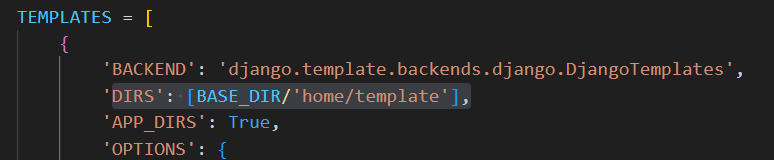 TEMPLATES = [
    {
        'BACKEND': 'django.template.backends.django.DjangoTemplates',
        'DIRS': [BASE_DIR/'home/template'],
        'APP_DIRS': True,
        'OPTIONS': {